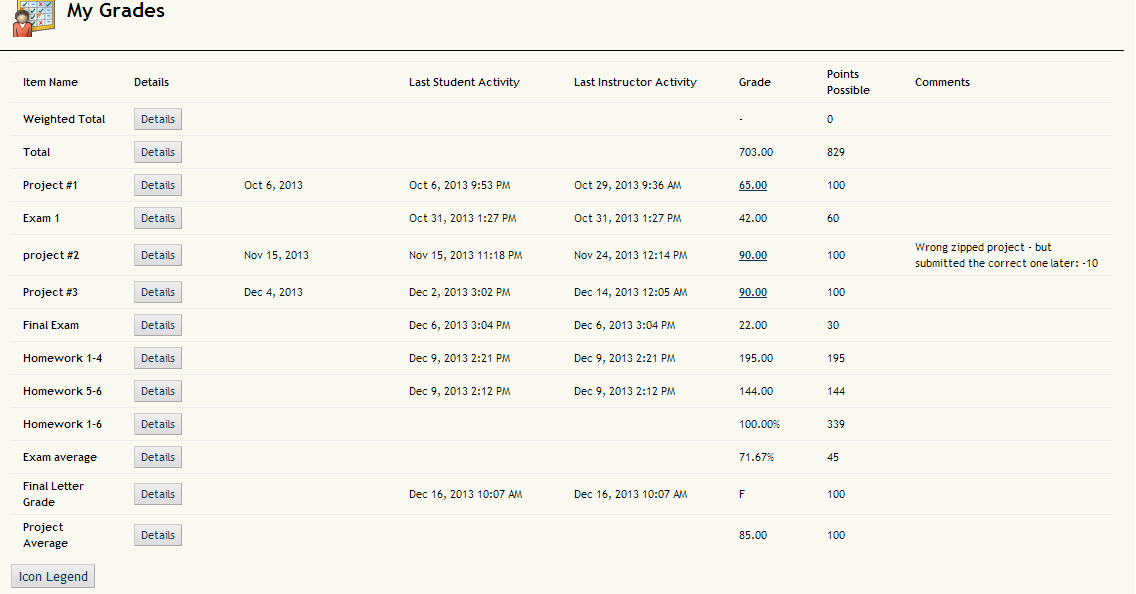 My Grades
Item Name Details Last Student Activity Last Instructor Activity Grade Points Possible Comments
Weighted Total Details - 0
Total Details 703.00 829
Project #1 Details Oct 6, 2013 Oct 6, 2013 9:53 PM Oct 29, 2013 9:36 AM 65.00 100
Exam 1 Details Oct 31, 2013 1:27 PM Oct 31, 2013 1:27 PM 42.00 60
project #2 Details Nov 15, 2013 Nov 15, 2013 11:18 PM Nov 24, 2013 12:14 PM 90.00 100 Wrong zipped project - but submitted the correct one later: -10
Project #3 Details Dec 4, 2013 Dec 2, 2013 3:02 PM Dec 14, 2013 12:05 AM 90.00 100
Final Exam Details Dec 6, 2013 3:04 PM Dec 6, 2013 3:04 PM 22.00 30
Homework 1-4 Details Dec 9, 2013 2:21 PM Dec 9, 2013 2:21 PM 195.00 195
Homework 5-6 Details Dec 9, 2013 2:12 PM Dec 9, 2013 2:12 PM 144.00 144
Homework 1-6 Details 100.00% 339
Exam average Details 71.67% 45
Final Letter Grade Details Dec 16, 2013 10:07 AM Dec 16, 2013 10:07 AM F 100
Project Average Details 85.00 100
Icon Legend